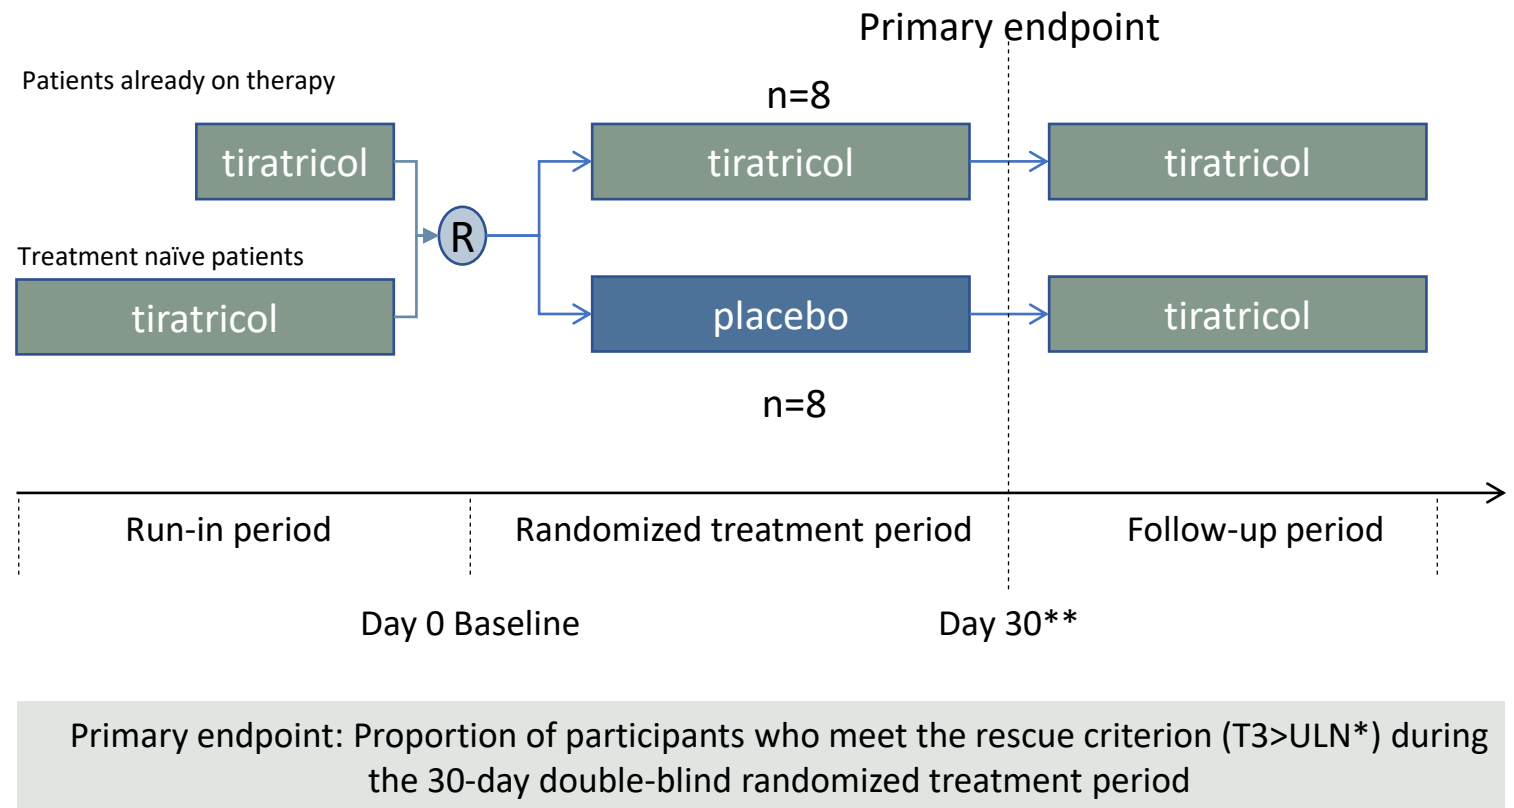 Primary endpoint
Patients already on therapy
n=8
tiratricol
tiratricol
tiratricol
R
Treatment naïve patients
tiratricol
placebo
tiratricol
n=8
Run-in period
Randomized treatment period
Follow-up period
Day 0 Baseline
Day 30**
Primary endpoint: Proportion of participants who meet the rescue criterion (T3>ULN*) during
the 30-day double-blind randomized treatment period